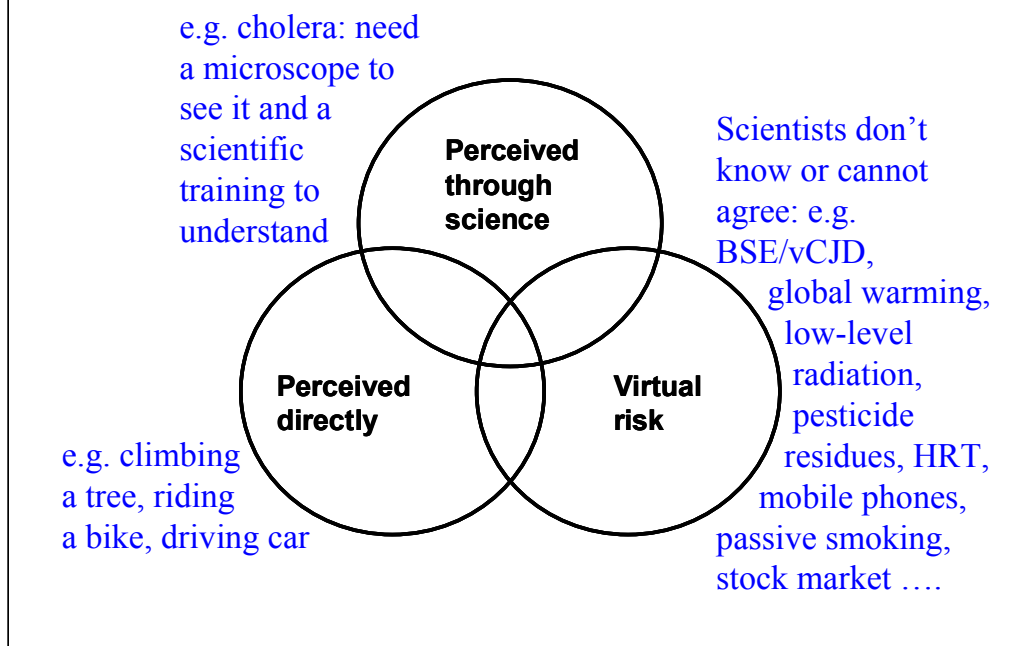 e.g. cholera: need
a microscope to
see it and a
scientific
training to
understand
Perceived
through
science
Scientists don’t
know or cannot
agree: e.g.
BSE/vCJD,
global warming,
low-level
radiation,
pesticide
residues, HRT,
mobile phones,
passive smoking,
stock market ….
Perceived
directly
Virtual
risk
e.g. climbing
a tree, riding
a bike, driving car